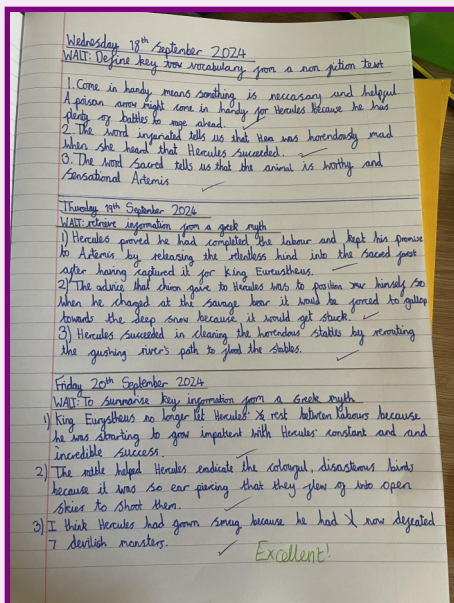 Wednesday 18th September 2024
WALT: Define key vocabulary from a non fiction text
1. Come in handy means something is neccasary and helpful
A poison arrow might come in handy for Hercules because he has
plenty of battles to rage ahead.
2. The word infuriated tells us that Hera was horendously mad
when she heard that Hercules succeeded.
3. The word Sacred tells us that the animal is worthy and
sensational Artemis
Thursday 19th September 2024
WALT: retrieve information from a greek myth
1) Hercules proved he had completed the labour and kept his promise
to Artemis by releasing the relentless hind into the sacred forest
after having captured it for King Eureustheus.
2) The advice that chiron gave to Hercules was to position himself so
when he charged at the savage boar it would be forced to gallop
towards the deep snow because it would get stuck.
3) Hercules succeeded in cleaning the horendous stables by rerouting
the gushing river's path to flood the stables.
Friday 20th September 2024
WALT: To summarise key information from a Greek myth
1) King Eurystheus no longer let Hercules rest between labours because
he was starting to grow impatient with Hercules' constant and and
incredible success.
2) The rattle helped Hercules eradicate the colourful, disasterous birds
because it was so ear piercing that they flew of into open
skies to shoot them.
3) I think Hercules had grown smug because he had now defeated
7 devilish monsters.
Excellent!